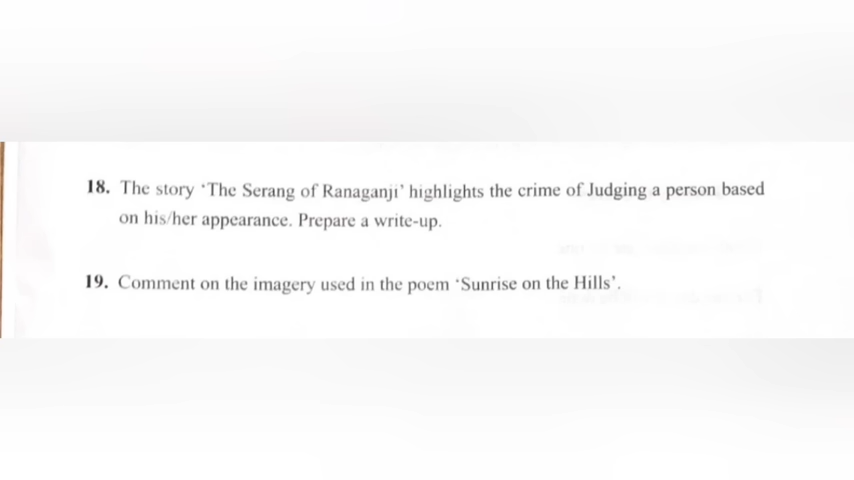 18. The story 'The Serang of Ranaganji' highlights the crime of Judging a person based
on his/her appearance. Prepare a write-up.
19. Comment on the imagery used in the poem 'Sunrise on the Hills'.